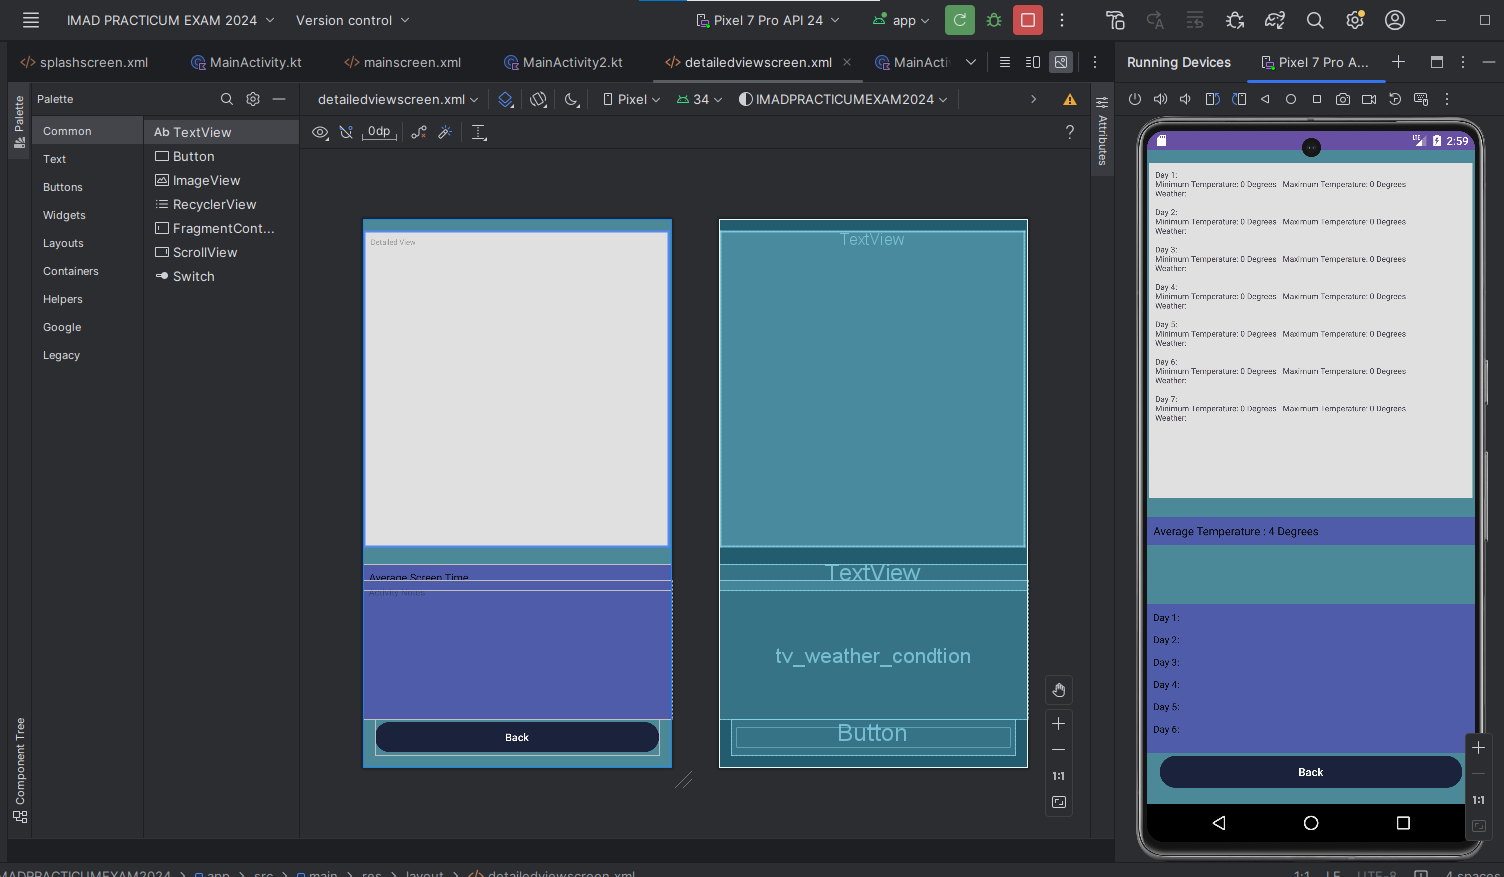 IMAD PRACTICUM EXAM 2024
Version control
Pixel 7 Pro API 24
app
splashscreen.xml
MainActivity.kt
mainscreen.xml
MainActivity2.kt
detailedviewscreen.xml
MainActi
Running Devices
Pixel 7 Pro A...
Palette
Palette
detailedviewscreen.xml
Pixel
34
IMADPRACTICUMEXAM2024
Attributes
0dp
?
Common
Text
Buttons
Widgets
Layouts
Containers
Helpers
Google
Legacy
Ab TextView
Button
ImageView
RecyclerView
FragmentCont...
ScrollView
Switch
Component Tree
Detailed View
Average Screen Time
Activity Notes
Back
TextView
TextView
tv_weather_condtion
Button
1:1
LTE
2:59
Day 1:
Minimum Temperature: 0 Degrees Maximum Temperature: 0 Degrees
Weather:
Day 2:
Minimum Temperature: 0 Degrees Maximum Temperature: 0 Degrees
Weather:
Day 3:
Minimum Temperature: 0 Degrees Maximum Temperature: 0 Degrees
Weather:
Day 4:
Minimum Temperature: 0 Degrees Maximum Temperature: 0 Degrees
Weather:
Day 5:
Minimum Temperature: 0 Degrees Maximum Temperature: 0 Degrees
Weather:
Day 6:
Minimum Temperature: 0 Degrees Maximum Temperature: 0 Degrees
Weather:
Day 7:
Minimum Temperature: 0 Degrees Maximum Temperature: 0 Degrees
Weather:
Average Temperature : 4 Degrees
Day 1:
Day 2:
Day 3:
Day 4:
Day 5:
Day 6:
Back
1:1
MADPRACTICUMEXAM2024 > app > src > main > res > layout > detailedviewscreen.xml
1:1 LF UTF-8 4 spaces